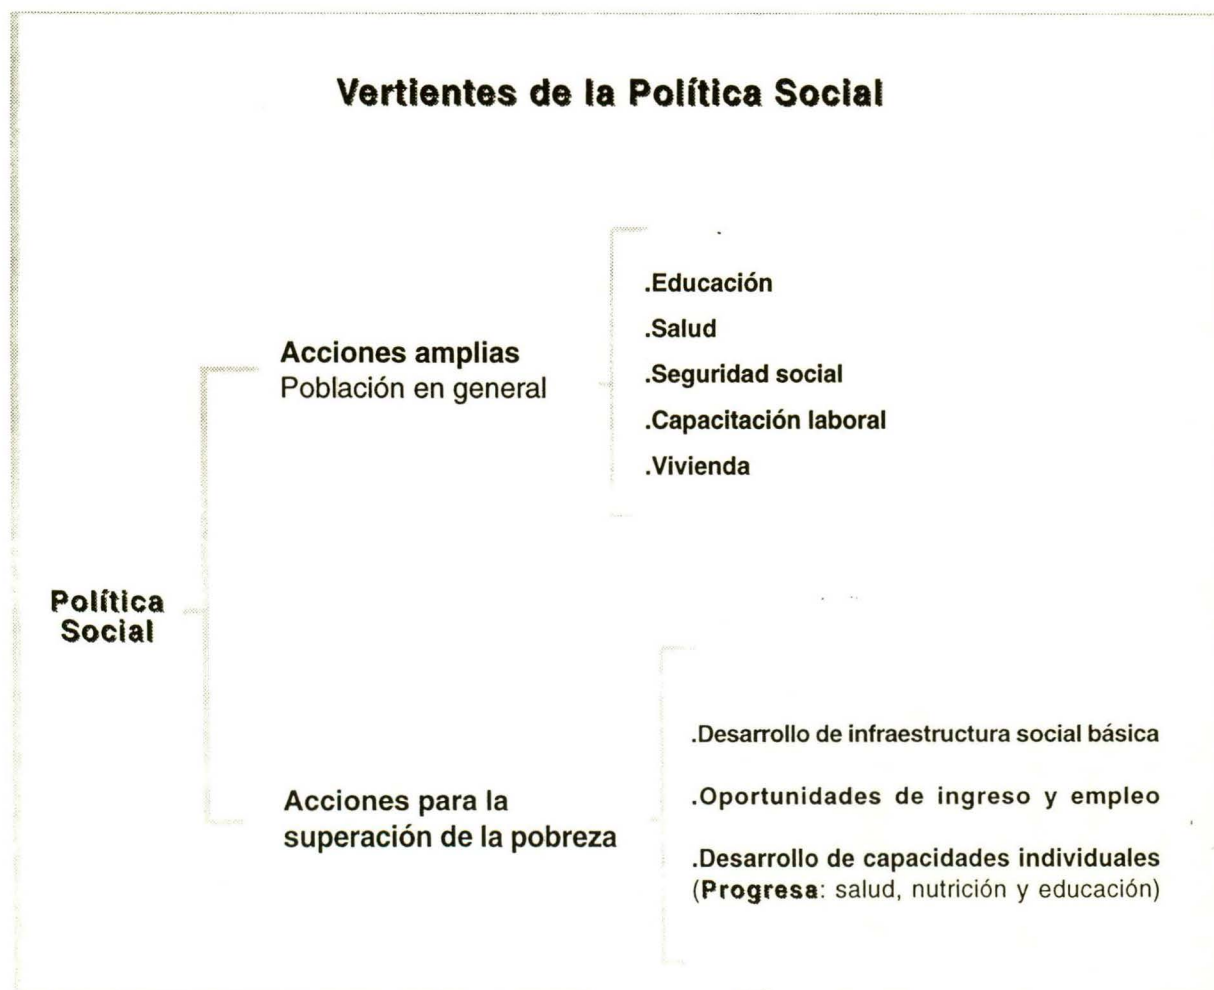 Vertientes de la Política Social
.Educación
.Salud
Acciones amplias
Población en general
.Seguridad social
.Capacitación laboral
.Vivienda
Política
Social
.Desarrollo de infraestructura social básica
Acciones para la
superación de la pobreza
.Oportunidades de ingreso y empleo
.Desarrollo de capacidades individuales
(Progresa: salud, nutrición y educación)